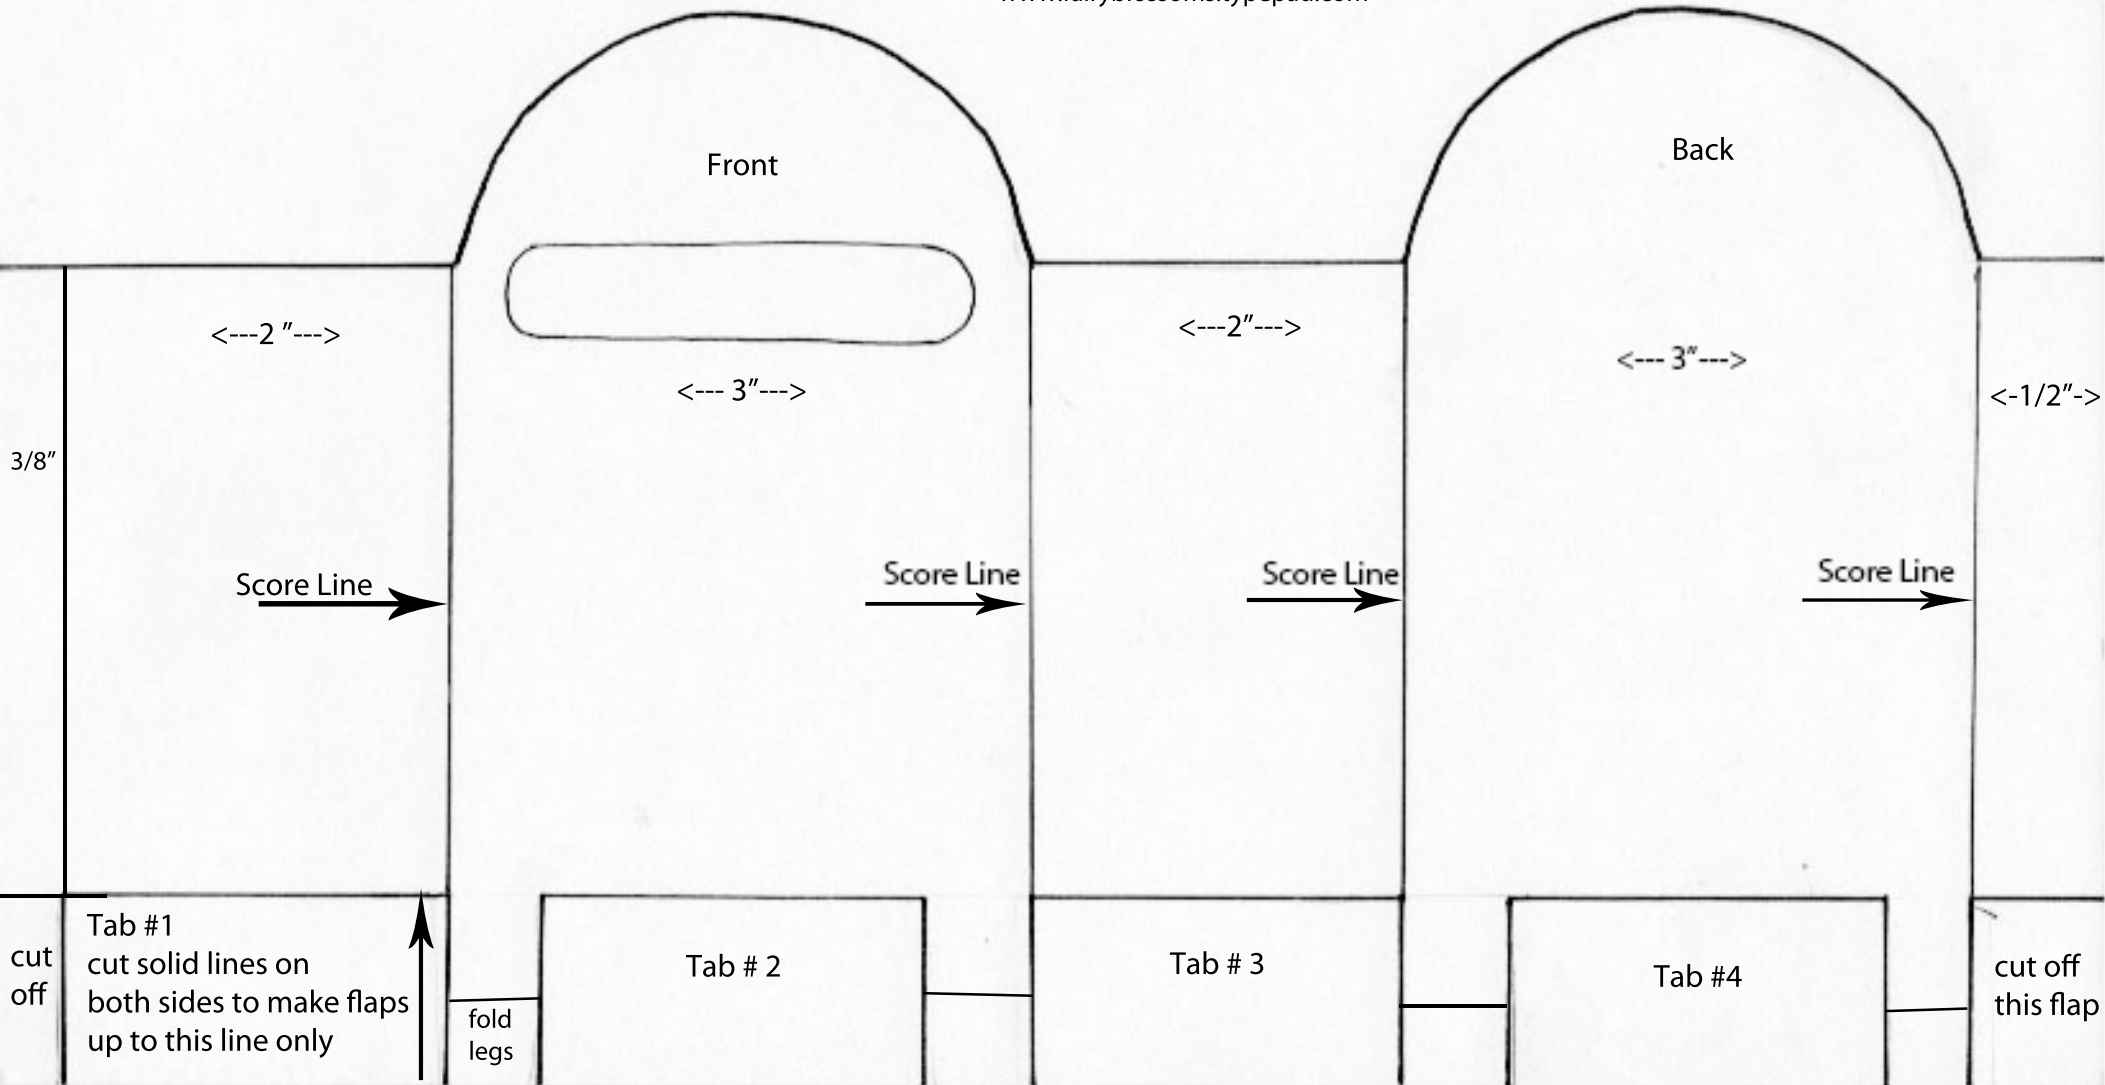 Front
Back
<---2 ”--->
<---2”--->
<--- 3”--->
<--- 3”--->
<-1/2”->
3/8”
Score Line
Score Line
Score Line
Score Line
cut
off
Tab #1
cut solid lines on
both sides to make flaps
up to this line only
fold
legs
Tab # 2
Tab # 3
Tab #4
cut off
this flap